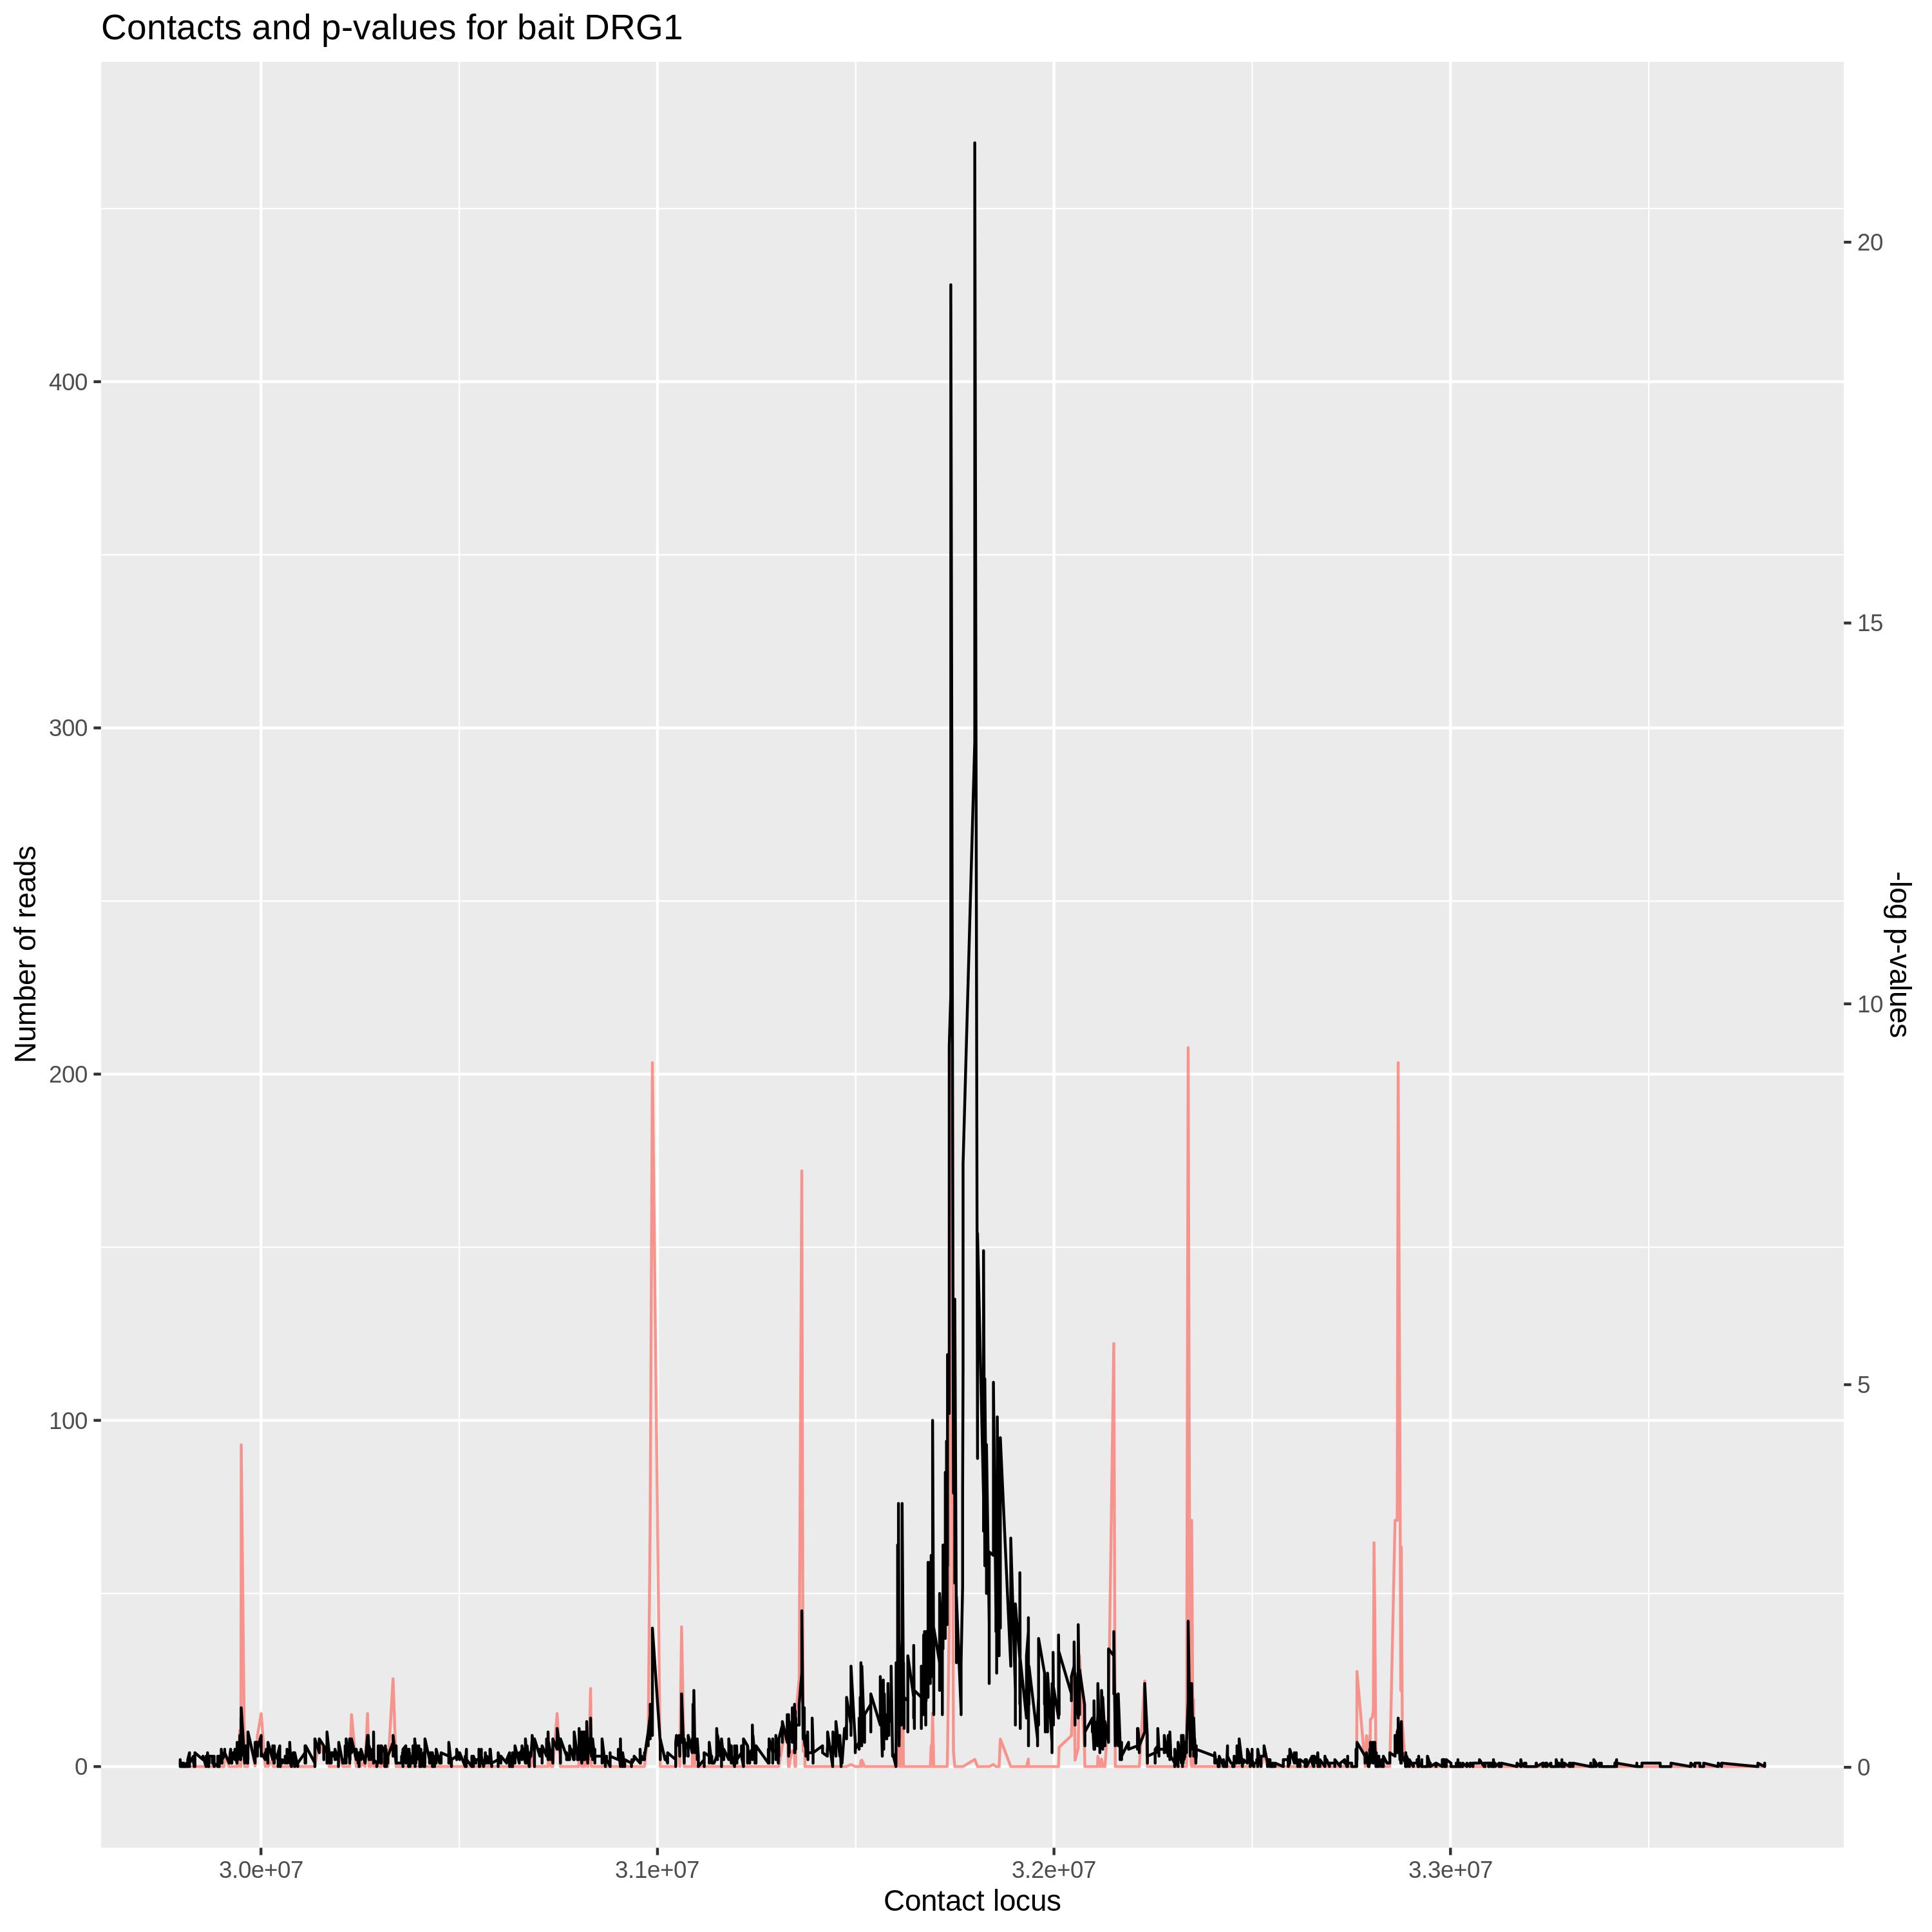 Contacts and p-values for bait DRG1
Number of reads
400
300
200
100
0
20
15
10
5
0
-log p-values
3.0e+07
3.1e+07
3.2e+07
3.3e+07
Contact locus